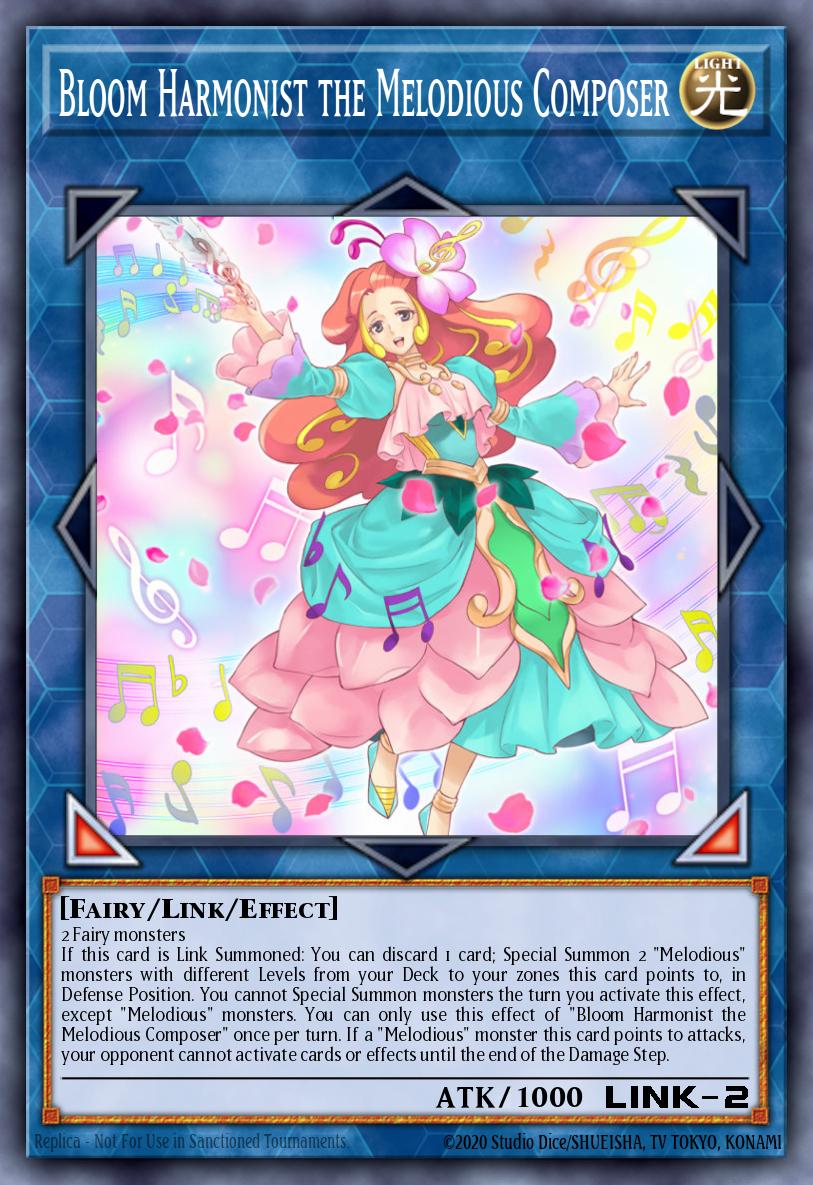 Bloom Harmonist the Melodious Composer
LIGHT
光
[Fairy/Link/Effect]
2 Fairy monsters
If this card is Link Summoned: You can discard 1 card; Special Summon 2 "Melodious"
monsters with different Levels from your Deck to your zones this card points to, in
Defense Position. You cannot Special Summon monsters the turn you activate this effect,
except "Melodious" monsters. You can only use this effect of "Bloom Harmonist the
Melodious Composer" once per turn. If a "Melodious" monster this card points to attacks,
your opponent cannot activate cards or effects until the end of the Damage Step.
ATK/1000 LINK-2
Replica - Not For Use in Sanctioned Tournaments.
©2020 Studio Dice/SHUEISHA, TV TOKYO, KONAMI